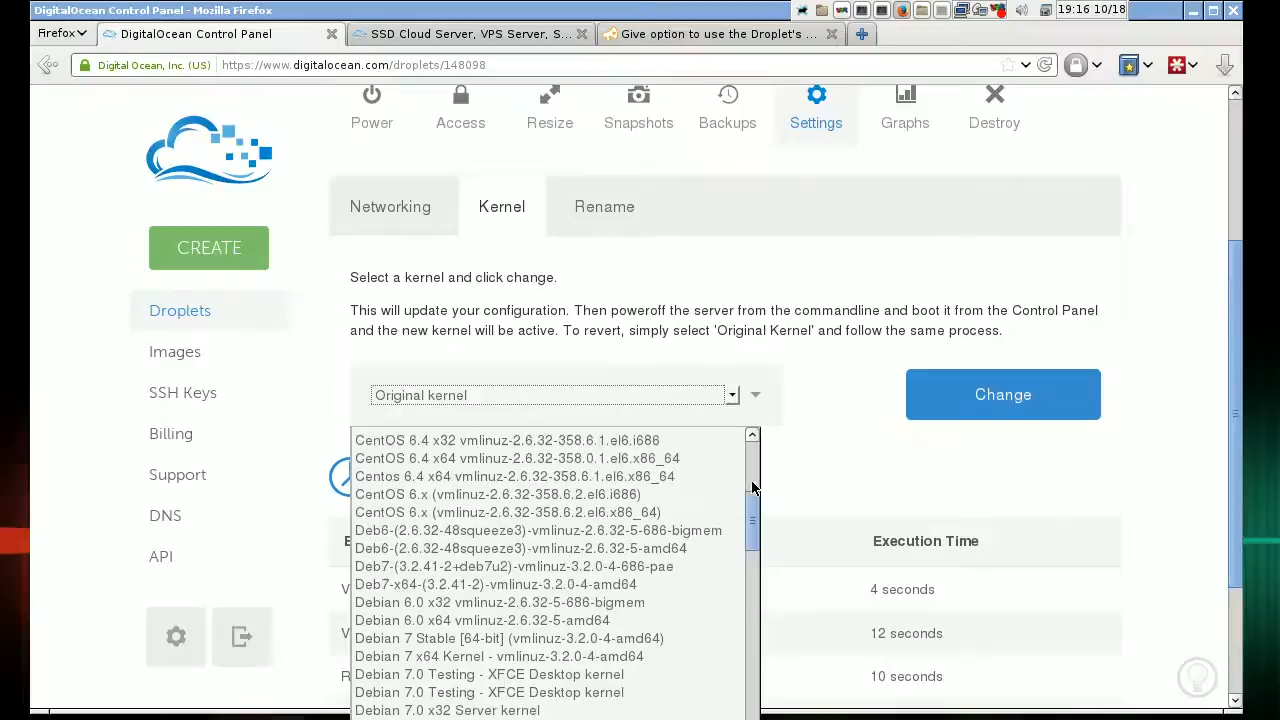 DigitalOcean Control Panel - Mozilla Firefox
19:16 10/18
Firefox
DigitalOcean Control Panel
SSD Cloud Server, VPS Server, S...
Give option to use the Droplet's ...
Digital Ocean, Inc. (US)
https://www.digitalocean.com/droplets/148098
Power
Access
Resize
Snapshots
Backups
Settings
Graphs
Destroy
Networking
Kernel
Rename
CREATE
Droplets
Images
SSH Keys
Billing
Support
DNS
API
Select a kernel and click change.
This will update your configuration. Then poweroff the server from the commandline and boot it from the Control Panel
and the new kernel will be active. To revert, simply select 'Original Kernel' and follow the same process.
Original kernel
Change
CentOS 6.4 x32 vmlinuz-2.6.32-358.6.1.el6.i686
CentOS 6.4 x64 vmlinuz-2.6.32-358.0.1.el6.x86_64
Centos 6.4 x64 vmlinuz-2.6.32-358.6.1.el6.x86_64
CentOS 6.x (vmlinuz-2.6.32-358.6.2.el6.i686)
CentOS 6.x (vmlinuz-2.6.32-358.6.2.el6.x86_64)
Deb6-(2.6.32-48squeeze3)-vmlinuz-2.6.32-5-686-bigmem
Deb6-(2.6.32-48squeeze3)-vmlinuz-2.6.32-5-amd64
Deb7-(3.2.41-2+deb7u2)-vmlinuz-3.2.0-4-686-pae
Deb7-x64-(3.2.41-2)-vmlinuz-3.2.0-4-amd64
Debian 6.0 x32 vmlinuz-2.6.32-5-686-bigmem
Debian 6.0 x64 vmlinuz-2.6.32-5-amd64
Debian 7 Stable [64-bit] (vmlinuz-3.2.0-4-amd64)
Debian 7 x64 Kernel - vmlinuz-3.2.0-4-amd64
Debian 7.0 Testing - XFCE Desktop kernel
Debian 7.0 Testing - XFCE Desktop kernel
Debian 7.0 x32 Server kernel
Execution Time
4 seconds
12 seconds
10 seconds